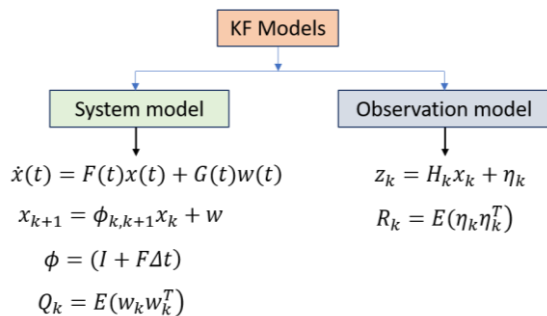 KF Models
System model
Observation model
ẋ(t) = F(t)x(t) + G(t)w(t)
x_{k+1} = ϕ_{k,k+1}x_k + w
ϕ = (I + FΔt)
Q_k = E(w_k w_k^T)
z_k = H_k x_k + η_k
R_k = E(η_k η_k^T)